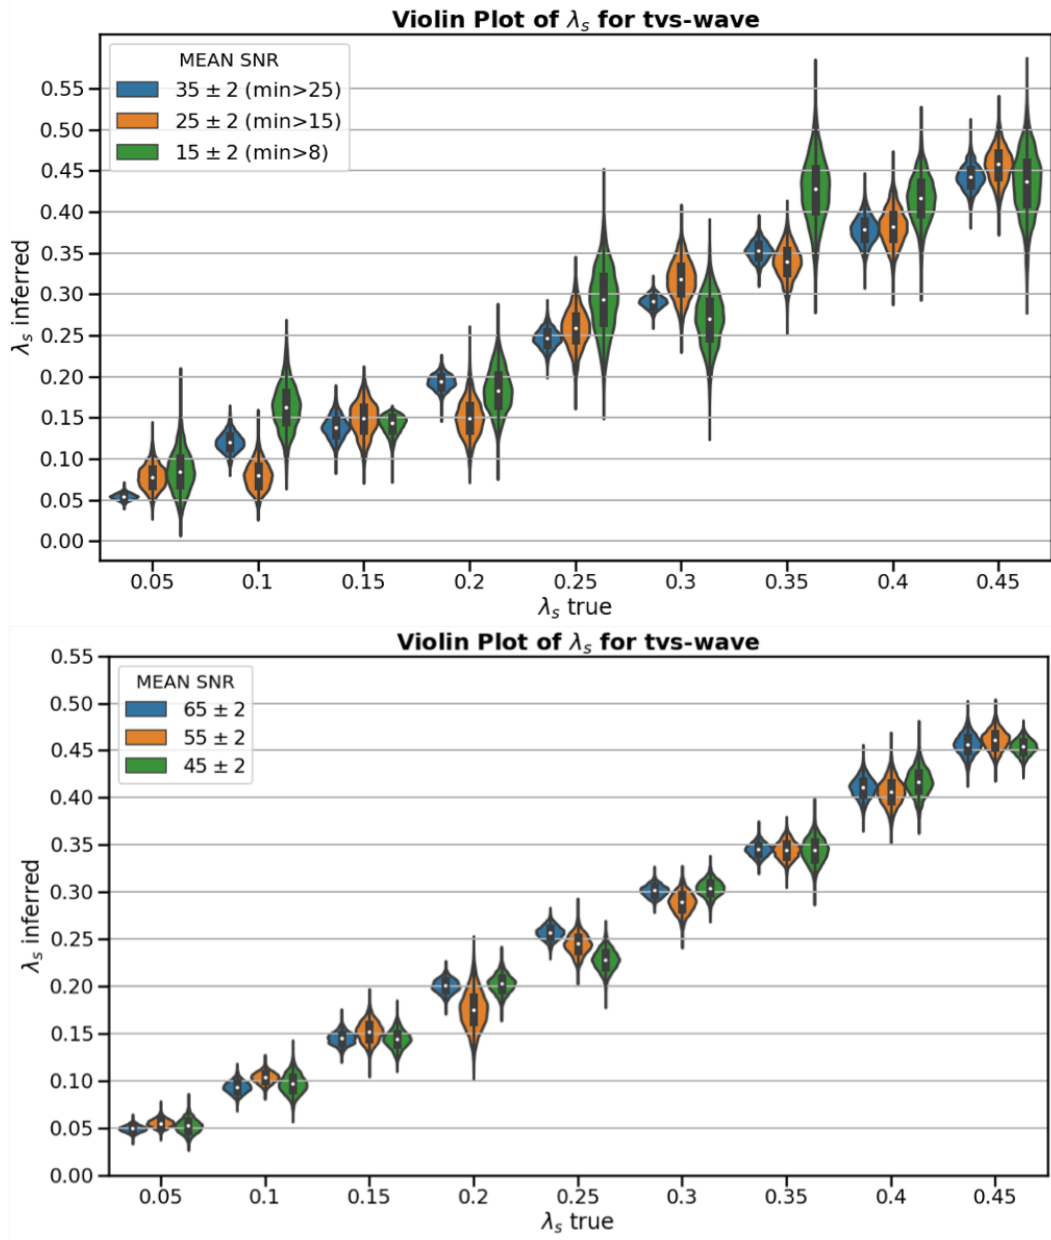 Violin Plot of λs for tvs-wave
MEAN SNR
35 ± 2 (min>25)
25 ± 2 (min>15)
15 ± 2 (min>8)
λs inferred
0.55
0.50
0.45
0.40
0.35
0.30
0.25
0.20
0.15
0.10
0.05
0.00
0.05 0.1 0.15 0.2 0.25 0.3 0.35 0.4 0.45
λs true
Violin Plot of λs for tvs-wave
MEAN SNR
65 ± 2
55 ± 2
45 ± 2
λs inferred
0.55
0.50
0.45
0.40
0.35
0.30
0.25
0.20
0.15
0.10
0.05
0.00
0.05 0.1 0.15 0.2 0.25 0.3 0.35 0.4 0.45
λs true